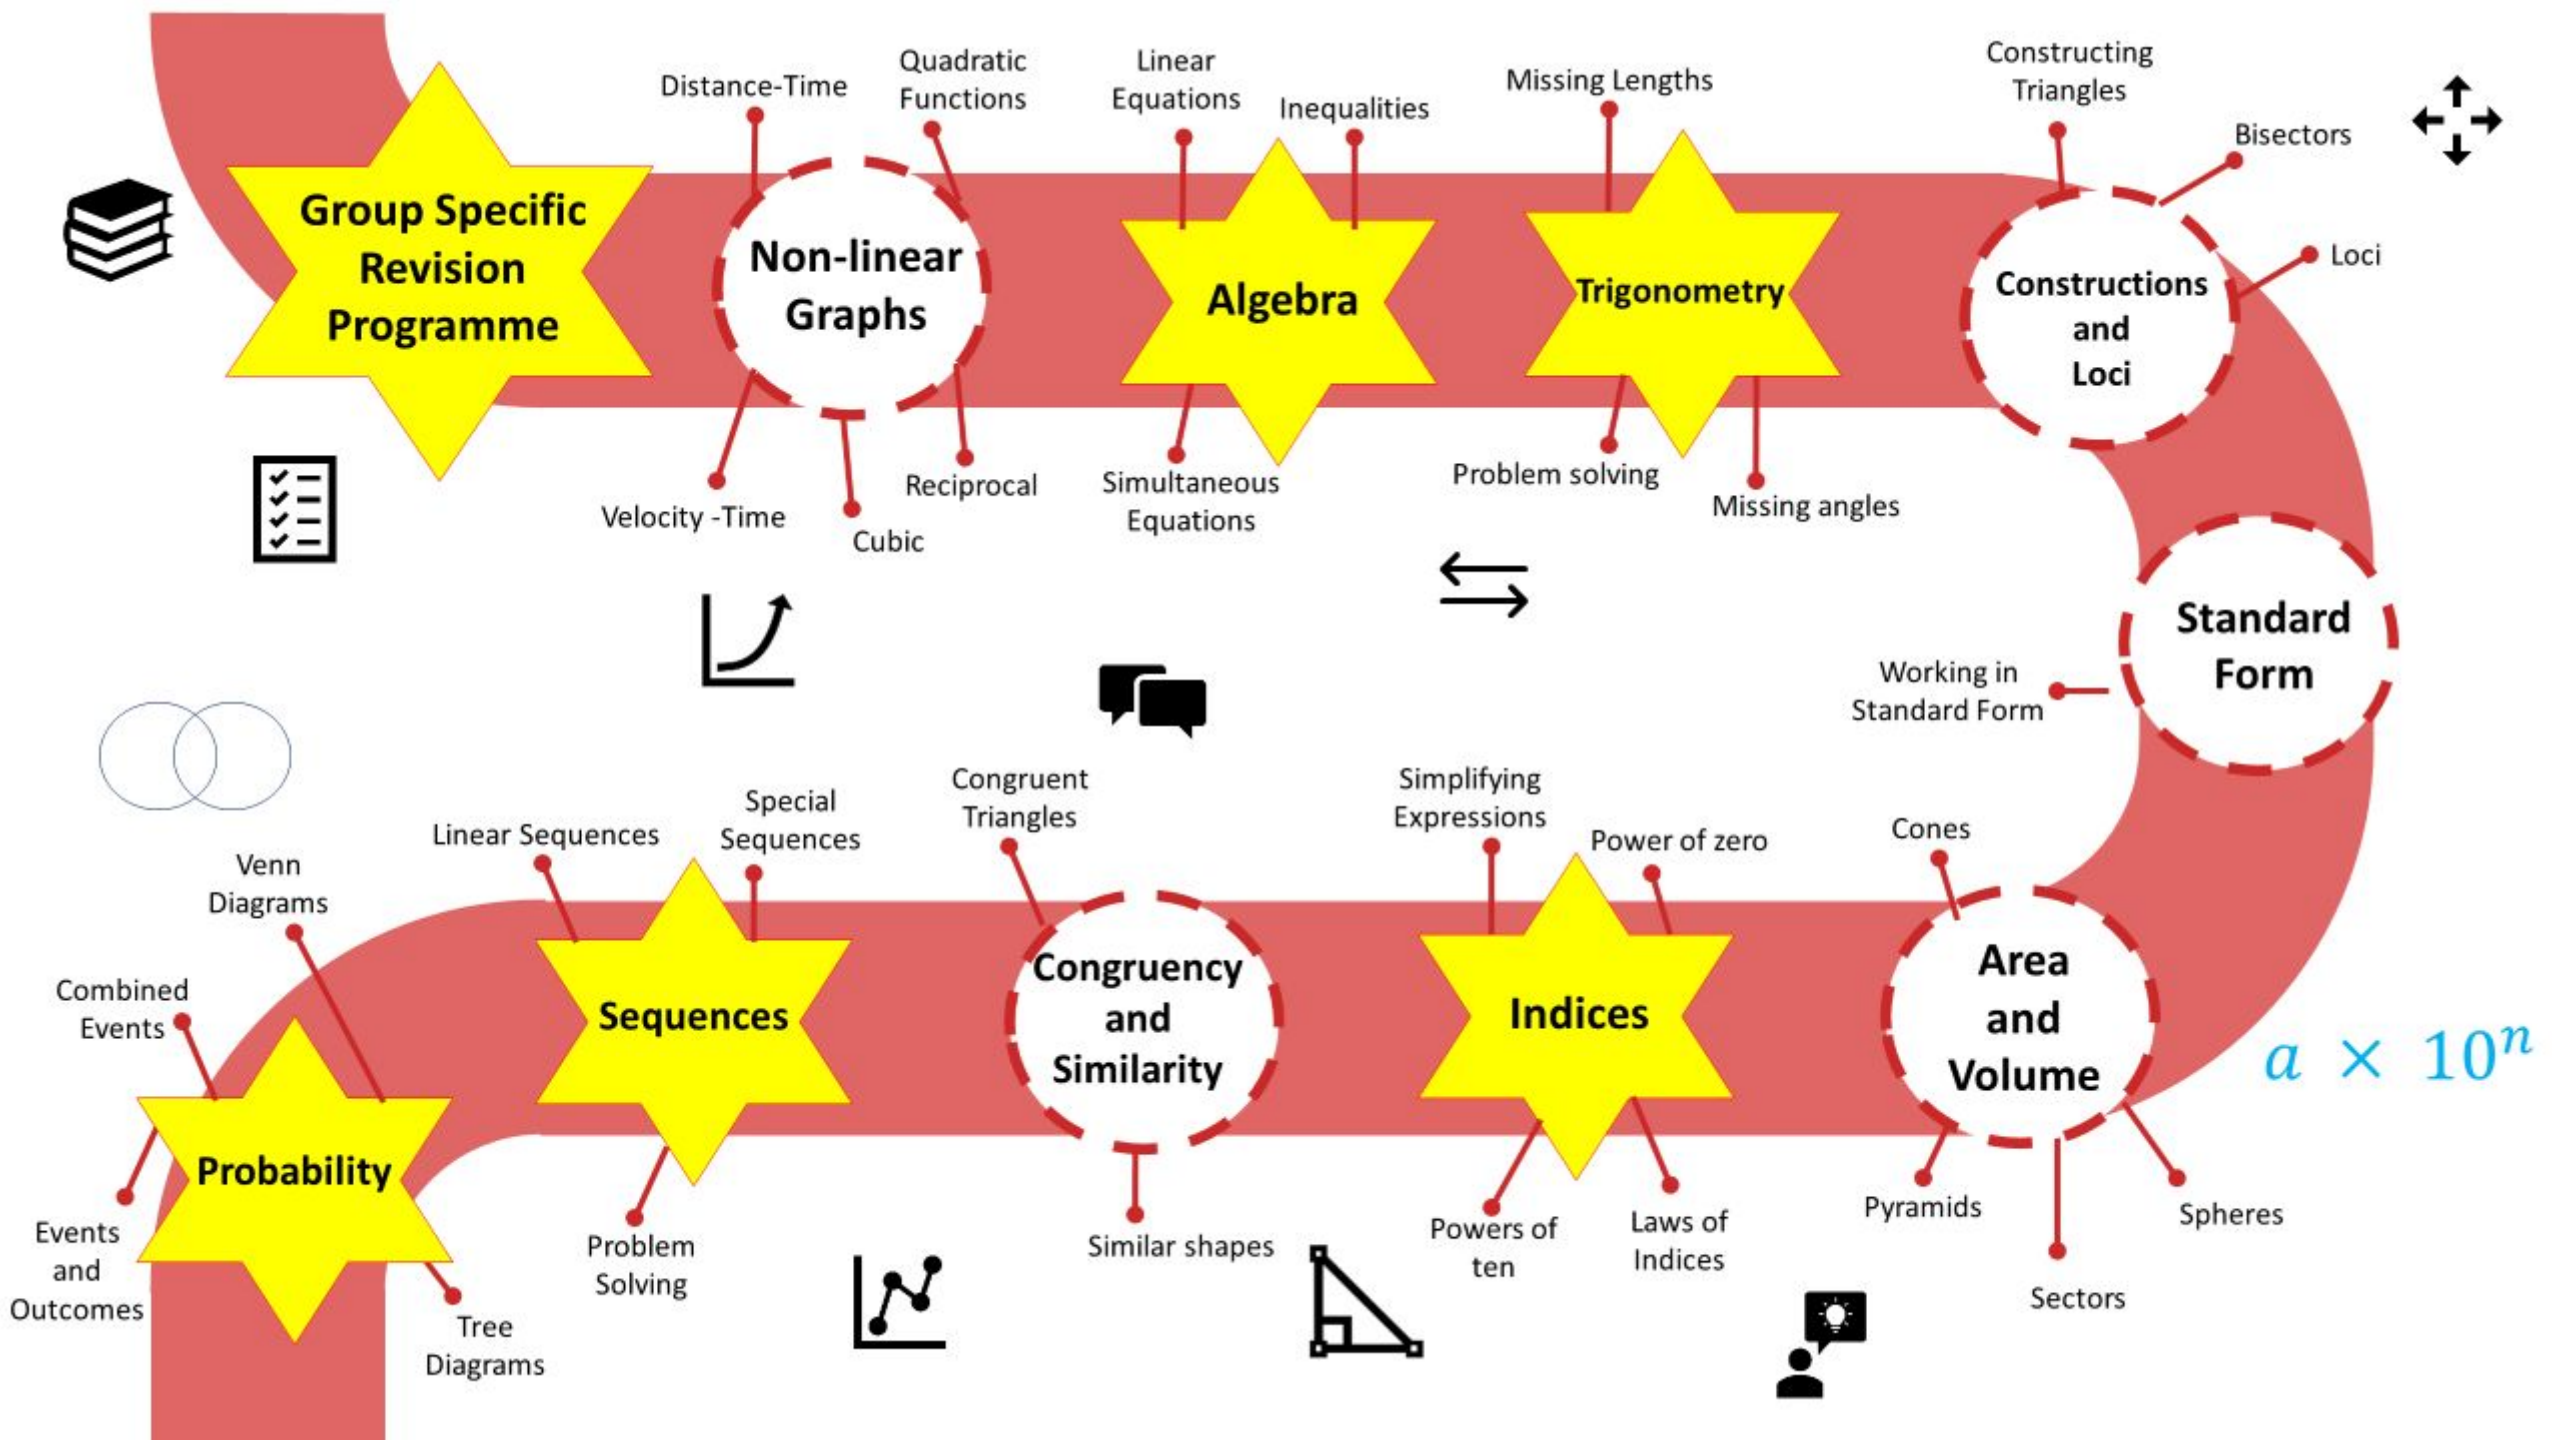 Quadratic
Functions
Distance-Time
Linear
Equations
Inequalities
Missing Lengths
Constructing
Triangles
Bisectors
Loci
Group Specific
Revision
Programme
Non-linear
Graphs
Algebra
Trigonometry
Constructions
and
Loci
Velocity -Time
Cubic
Reciprocal
Simultaneous
Equations
Problem solving
Missing angles
Standard
Form
Working in
Standard Form
Venn
Diagrams
Linear Sequences
Special
Sequences
Congruent
Triangles
Simplifying
Expressions
Power of zero
Cones
Combined
Events
Probability
Sequences
Congruency
and
Similarity
Indices
Area
and
Volume
a × 10ⁿ
Events
and
Outcomes
Tree
Diagrams
Problem
Solving
Similar shapes
Powers of
ten
Laws of
Indices
Pyramids
Sectors
Spheres